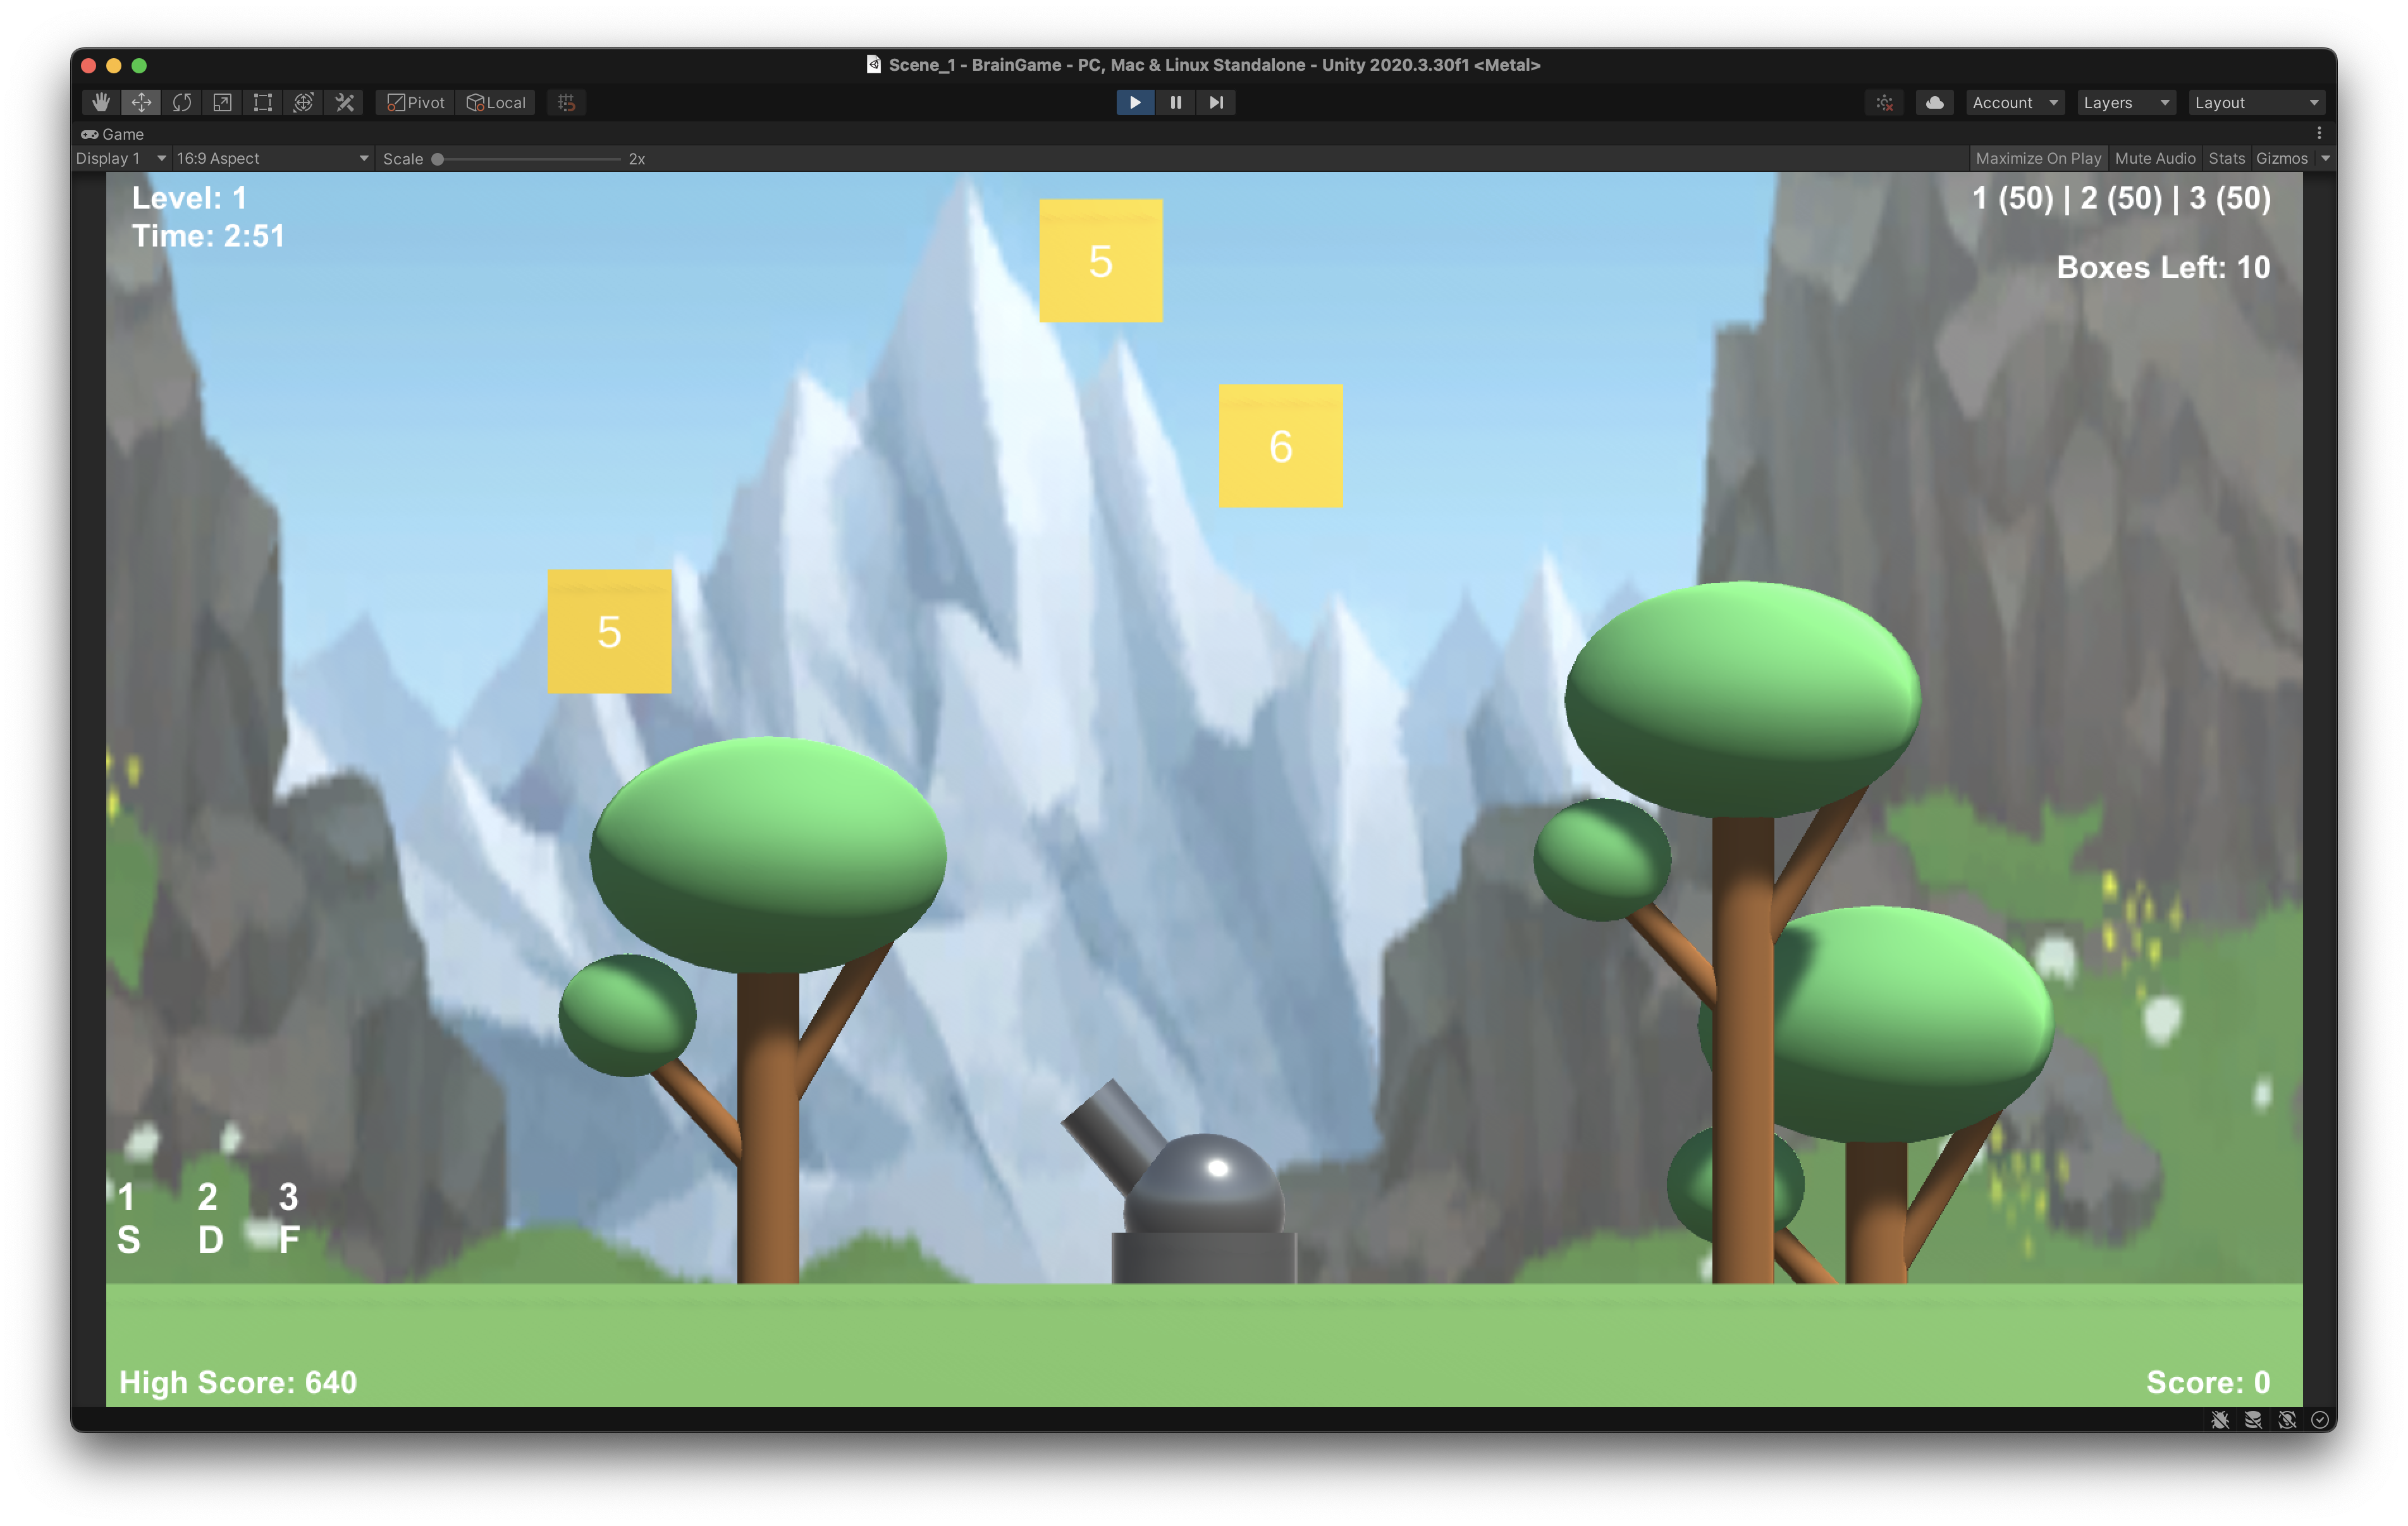 Scene_1 - BrainGame - PC, Mac & Linux Standalone - Unity 2020.3.30f1 <Metal>
Pivot Local Account Layers Layout
Game
Display 1 16:9 Aspect Scale 2x Maximize On Play Mute Audio Stats Gizmos
Level: 1
Time: 2:51
1 (50) | 2 (50) | 3 (50)
Boxes Left: 10
5
6
5
1 2 3
S D F
High Score: 640
Score: 0